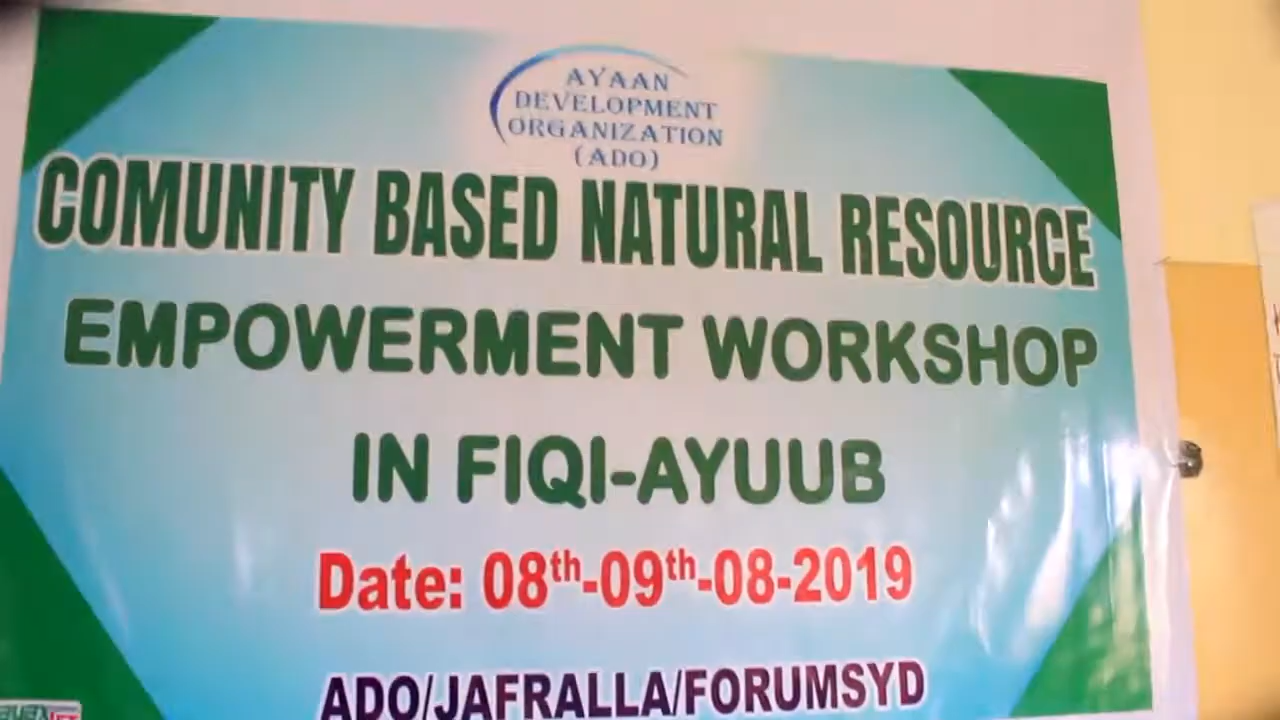 AYAAN
DEVELOPMENT
ORGANIZATION
(ADO)
COMUNITY BASED NATURAL RESOURCE
EMPOWERMENT WORKSHOP
IN FIQI-AYUUB
Date: 08th-09th-08-2019
ADO/JAFRALLA/FORUMSYD